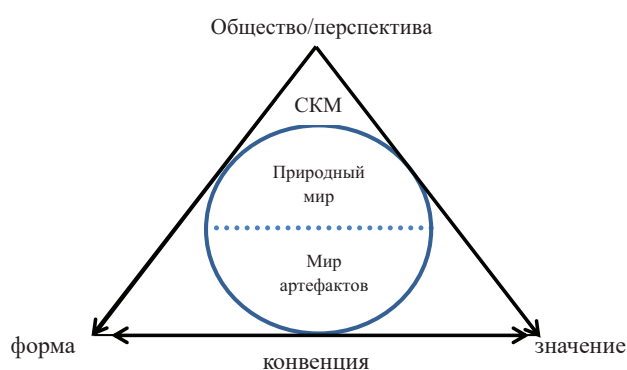 Общество/перспектива
СКМ
Природный
мир
Мир
артефактов
форма
значение
конвенция